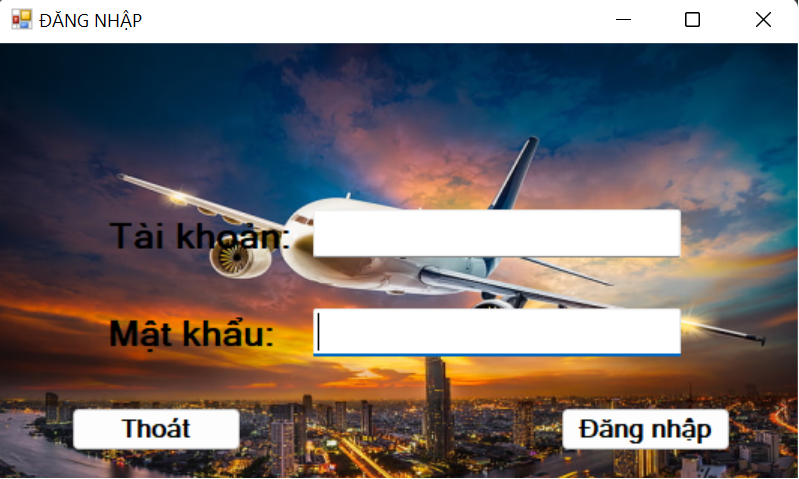 ĐĂNG NHẬP
Tài khoản:
Mật khẩu:
Thoát
Đăng nhập